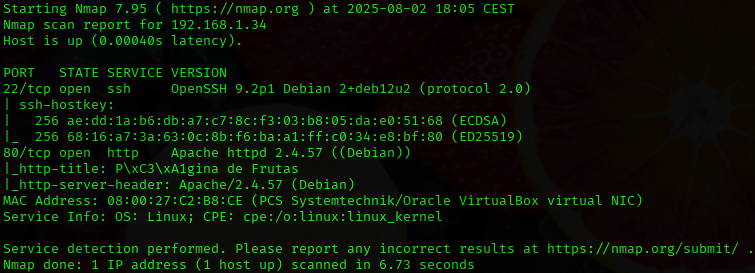 Starting Nmap 7.95 ( https://nmap.org ) at 2025-08-02 18:05 CEST
Nmap scan report for 192.168.1.34
Host is up (0.00040s latency).

PORT   STATE SERVICE VERSION
22/tcp open  ssh     OpenSSH 9.2p1 Debian 2+deb12u2 (protocol 2.0)
| ssh-hostkey:
|   256 ae:dd:1a:b6:db:a7:c7:8c:f3:03:b8:05:da:e0:51:68 (ECDSA)
|_  256 68:16:a7:3a:63:0c:8b:f6:ba:a1:ff:c0:34:e8:bf:80 (ED25519)
80/tcp open  http    Apache httpd 2.4.57 ((Debian))
|_http-title: P\xC3\xA1gina de Frutas
|_http-server-header: Apache/2.4.57 (Debian)
MAC Address: 08:00:27:C2:B8:CE (PCS Systemtechnik/Oracle VirtualBox virtual NIC)
Service Info: OS: Linux; CPE: cpe:/o:linux:linux_kernel

Service detection performed. Please report any incorrect results at https://nmap.org/submit/ .
Nmap done: 1 IP address (1 host up) scanned in 6.73 seconds